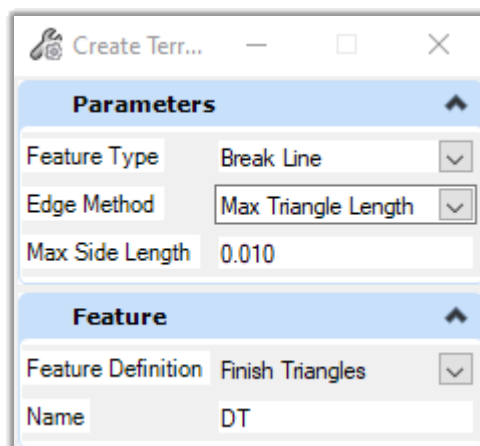 Create Terr...
Parameters
Feature Type Break Line
Edge Method Max Triangle Length
Max Side Length 0.010
Feature
Feature Definition Finish Triangles
Name DT